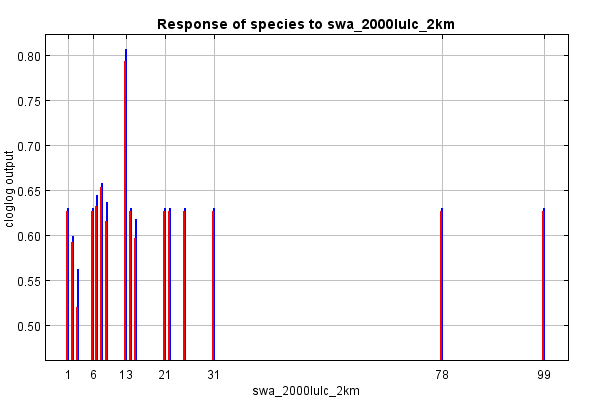 Response of species to swa_2000lulc_2km
0.80
0.75
0.70
0.65
0.60
0.55
0.50
cloglog output
1 6 13 21 31 78 99
swa_2000lulc_2km